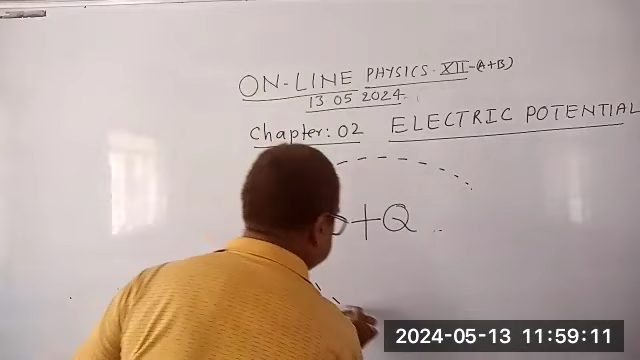 ON-LINE PHYSICS. XII-(A+B)
13 05 2024.
Chapter: 02 ELECTRIC POTENTIAL
+Q
2024-05-13 11:59:11